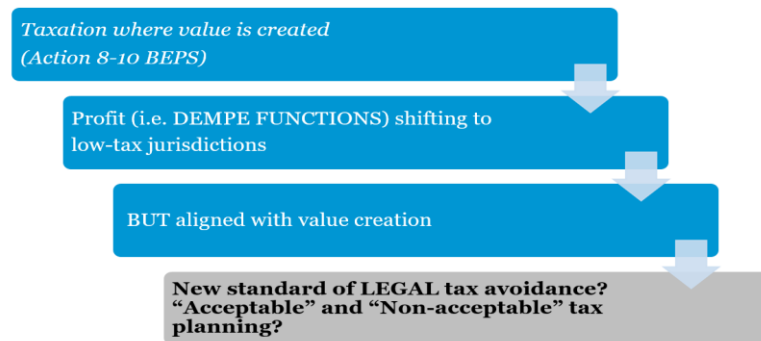 Taxation where value is created
(Action 8-10 BEPS)
Profit (i.e. DEMPE FUNCTIONS) shifting to
low-tax jurisdictions
BUT aligned with value creation
New standard of LEGAL tax avoidance?
“Acceptable” and “Non-acceptable” tax
planning?